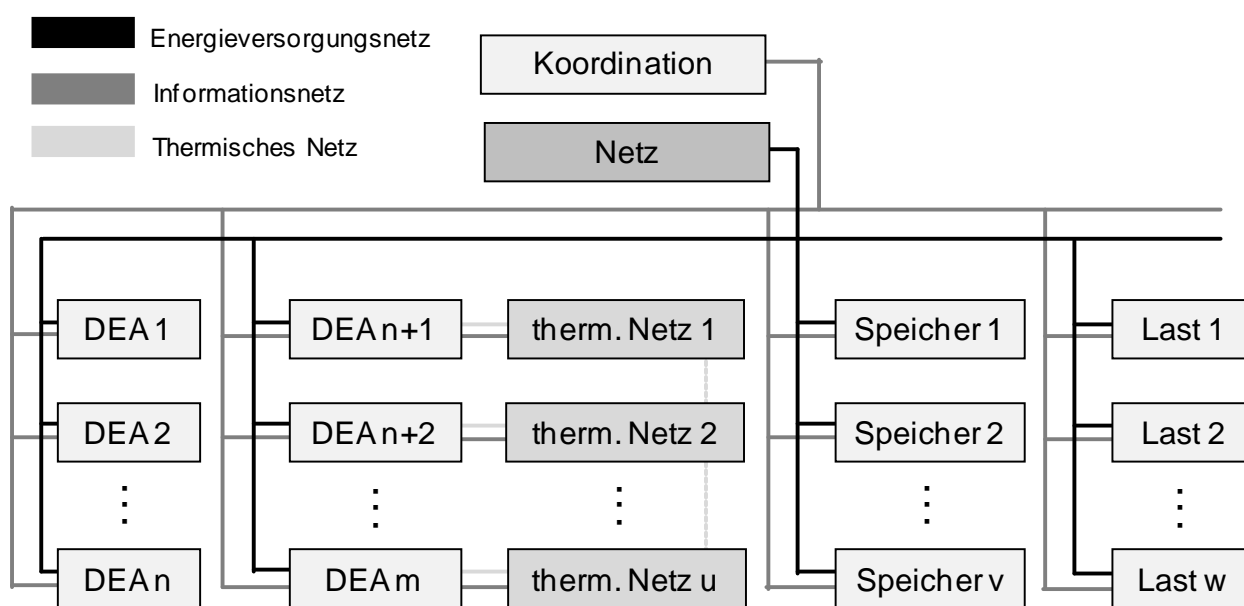 Energieversorgungsnetz
Informationsnetz
Thermisches Netz
Koordination
Netz
DEA 1
DEA n+1
therm. Netz 1
Speicher 1
Last 1
DEA 2
DEA n+2
therm. Netz 2
Speicher 2
Last 2
DEA n
DEA m
therm. Netz u
Speicher v
Last w